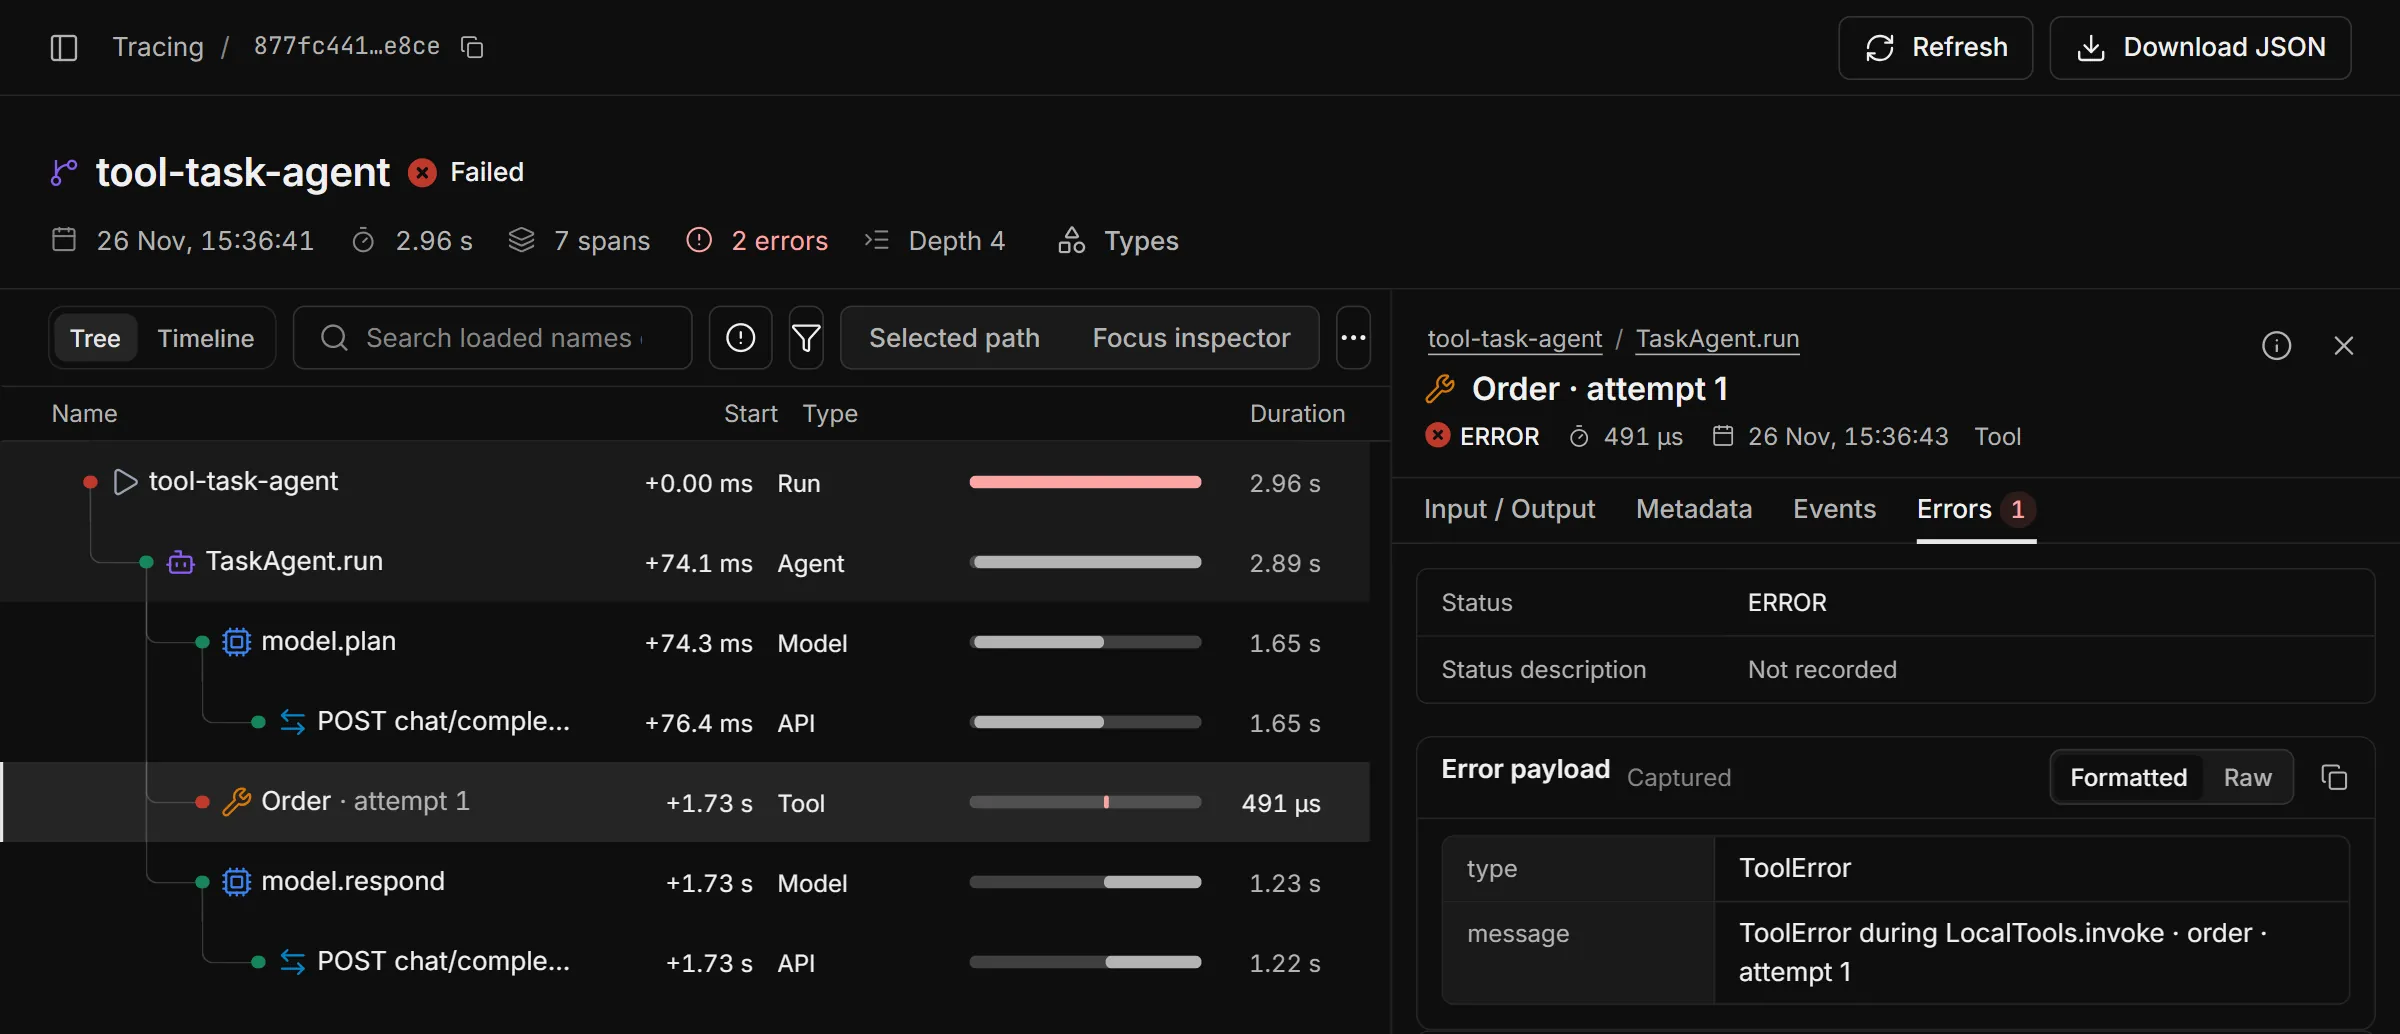 Tracing / 877fc441…e8ce
Refresh
Download JSON
tool-task-agent Failed
26 Nov, 15:36:41 2.96 s 7 spans 2 errors Depth 4 Types
Tree Timeline Search loaded names Selected path Focus inspector
Name Start Type Duration
tool-task-agent +0.00 ms Run 2.96 s
TaskAgent.run +74.1 ms Agent 2.89 s
model.plan +74.3 ms Model 1.65 s
POST chat/comple... +76.4 ms API 1.65 s
Order · attempt 1 +1.73 s Tool 491 µs
model.respond +1.73 s Model 1.23 s
POST chat/comple... +1.73 s API 1.22 s
tool-task-agent / TaskAgent.run
Order · attempt 1
ERROR 491 µs 26 Nov, 15:36:43 Tool
Input / Output Metadata Events Errors 1
Status ERROR
Status description Not recorded
Error payload Captured Formatted Raw
type ToolError
message ToolError during LocalTools.invoke · order ·
attempt 1